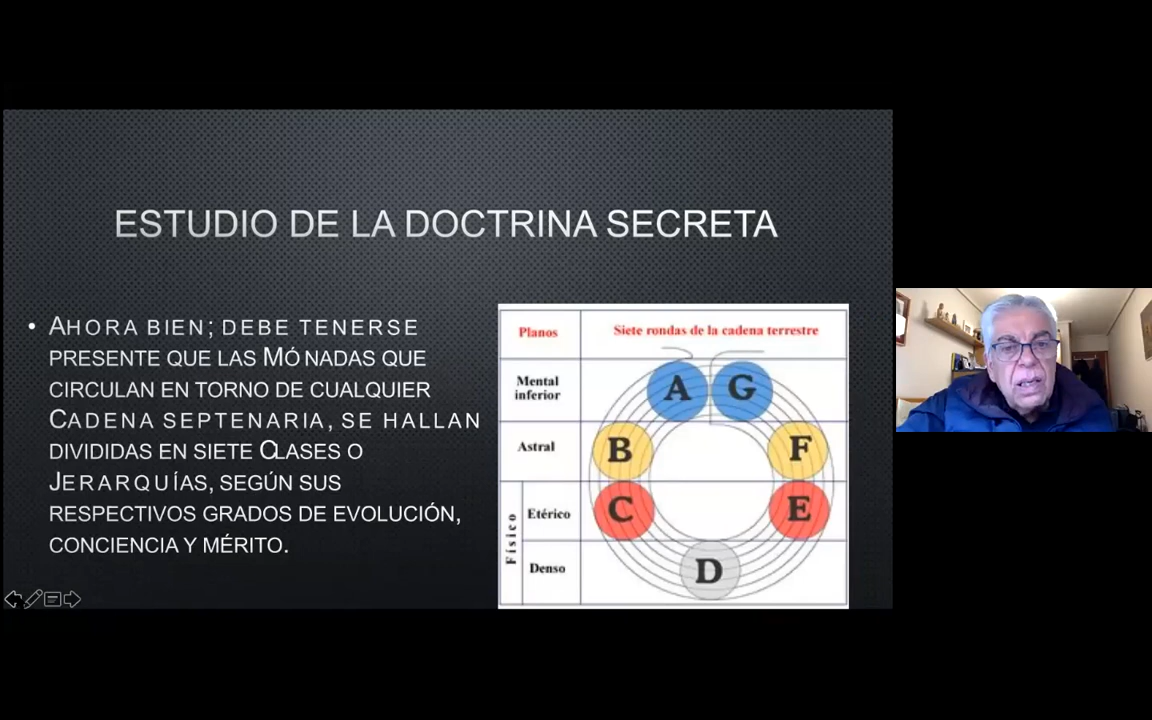 ESTUDIO DE LA DOCTRINA SECRETA
• AHORA BIEN; DEBE TENERSE
PRESENTE QUE LAS MÓNADAS QUE
CIRCULAN EN TORNO DE CUALQUIER
CADENA SEPTENARIA, SE HALLAN
DIVIDIDAS EN SIETE CLASES O
JERARQUÍAS, SEGÚN SUS
RESPECTIVOS GRADOS DE EVOLUCIÓN,
CONCIENCIA Y MÉRITO.
Planos
Siete rondas de la cadena terrestre
Mental
inferior
A G
Astral
B F
Físico
Etérico
C E
Denso
D